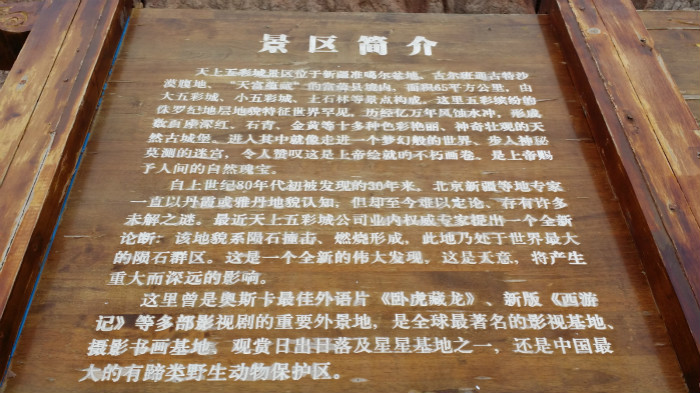 景区简介
天上五彩城景区位于新疆准噶尔盆地、古尔班通古特沙
漠腹地、“天富蕴藏”的富蕴县境内，面积65平方公里，由
大五彩城、小五彩城、土石林等景点构成。这里五彩缤纷的
侏罗纪地层地貌特征世界罕见，历经亿万年风蚀水冲，形成
数百座深红、石青、金黄等十多种色彩艳丽、神奇壮观的天
然古城堡。进入其中就像走进一个梦幻般的世界、步入神秘
莫测的迷宫，令人赞叹这是上帝绘就的不朽画卷。是上帝赐
予人间的自然瑰宝。
自上世纪80年代初被发现的30年来，北京新疆等地专家
一直以丹霞或雅丹地貌认知；但却至今难以定论、存有许多
未解之谜。最近天上五彩城公司业内权威专家提出一个全新
论断：该地貌系陨石撞击、燃烧形成，此地乃处于世界最大
的陨石群区。这是一个全新的伟大发现，这是天意，将产生
重大而深远的影响。
这里曾是奥斯卡最佳外语片《卧虎藏龙》、新版《西游
记》等多部影视剧的重要外景地，是全球最著名的影视基地、
摄影书画基地、观赏日出日落及星星基地之一，还是中国最
大的有蹄类野生动物保护区。